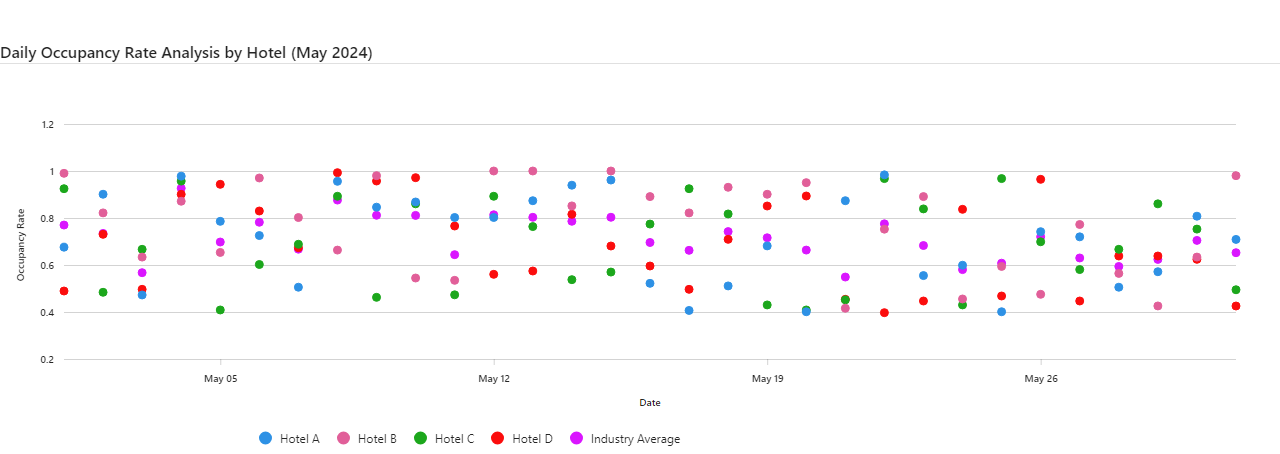 Daily Occupancy Rate Analysis by Hotel (May 2024)
1.2
1
0.8
0.6
0.4
0.2
Occupancy Rate
May 05
May 12
May 19
May 26
Date
Hotel A
Hotel B
Hotel C
Hotel D
Industry Average